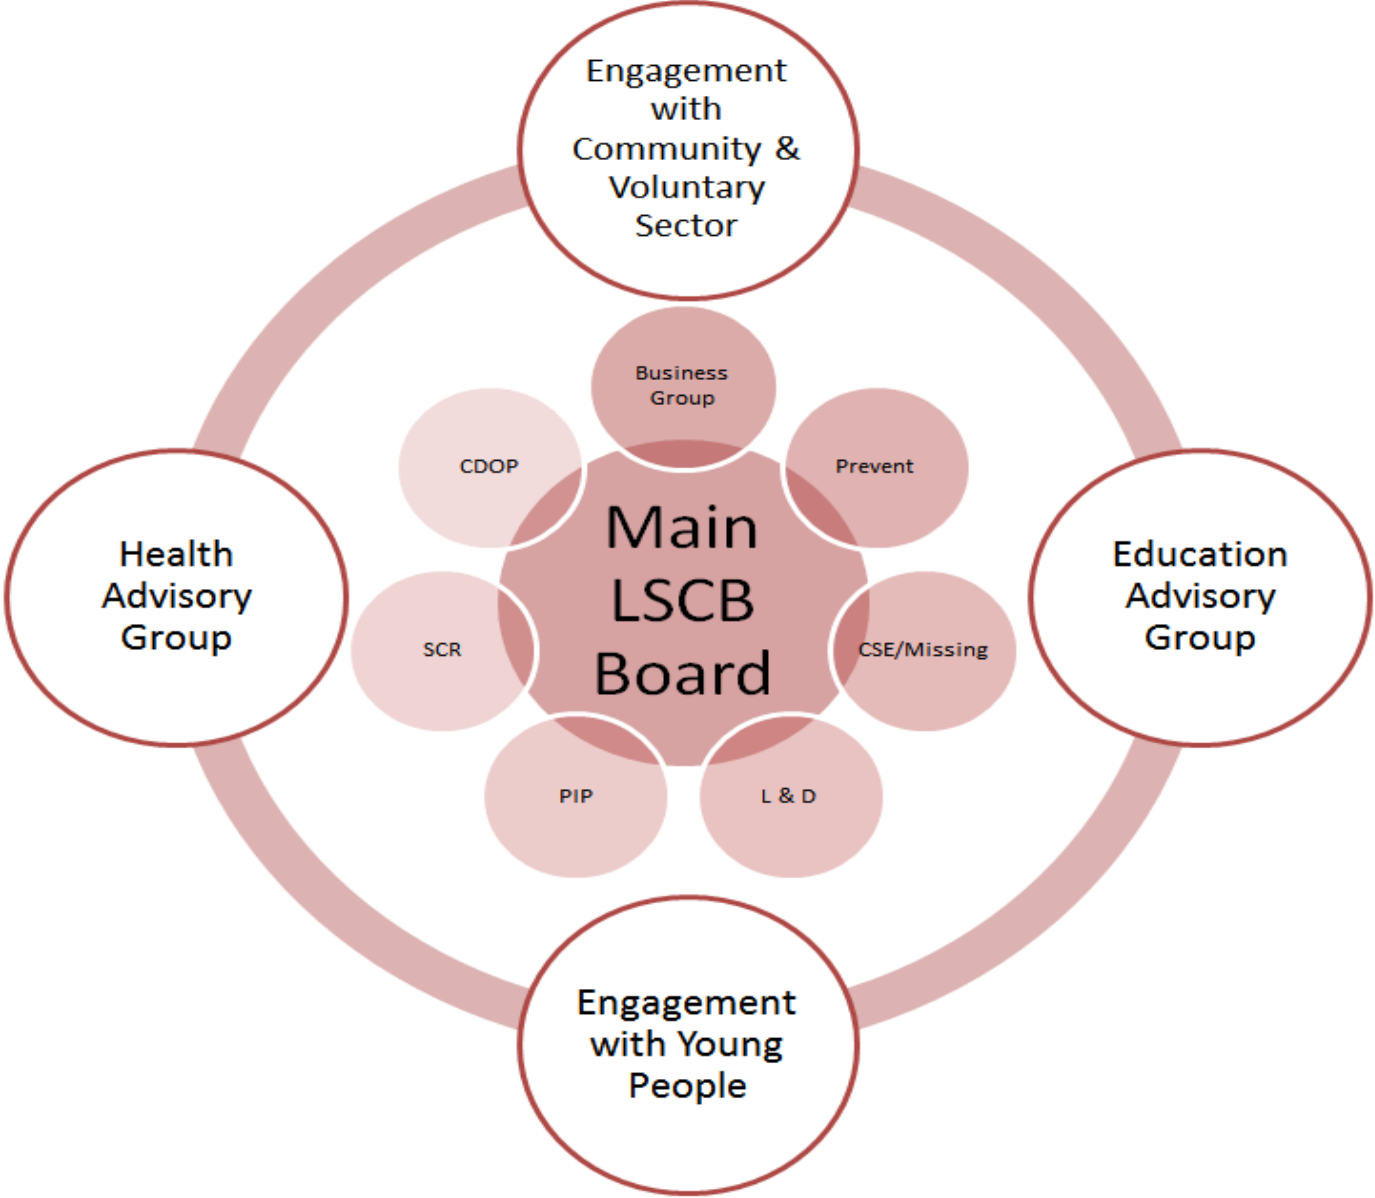 Engagement
with
Community &
Voluntary
Sector
Business
Group
CDOP
Prevent
Main
LSCB
Board
Health
Advisory
Group
Education
Advisory
Group
SCR
CSE/Missing
PIP
L & D
Engagement
with Young
People